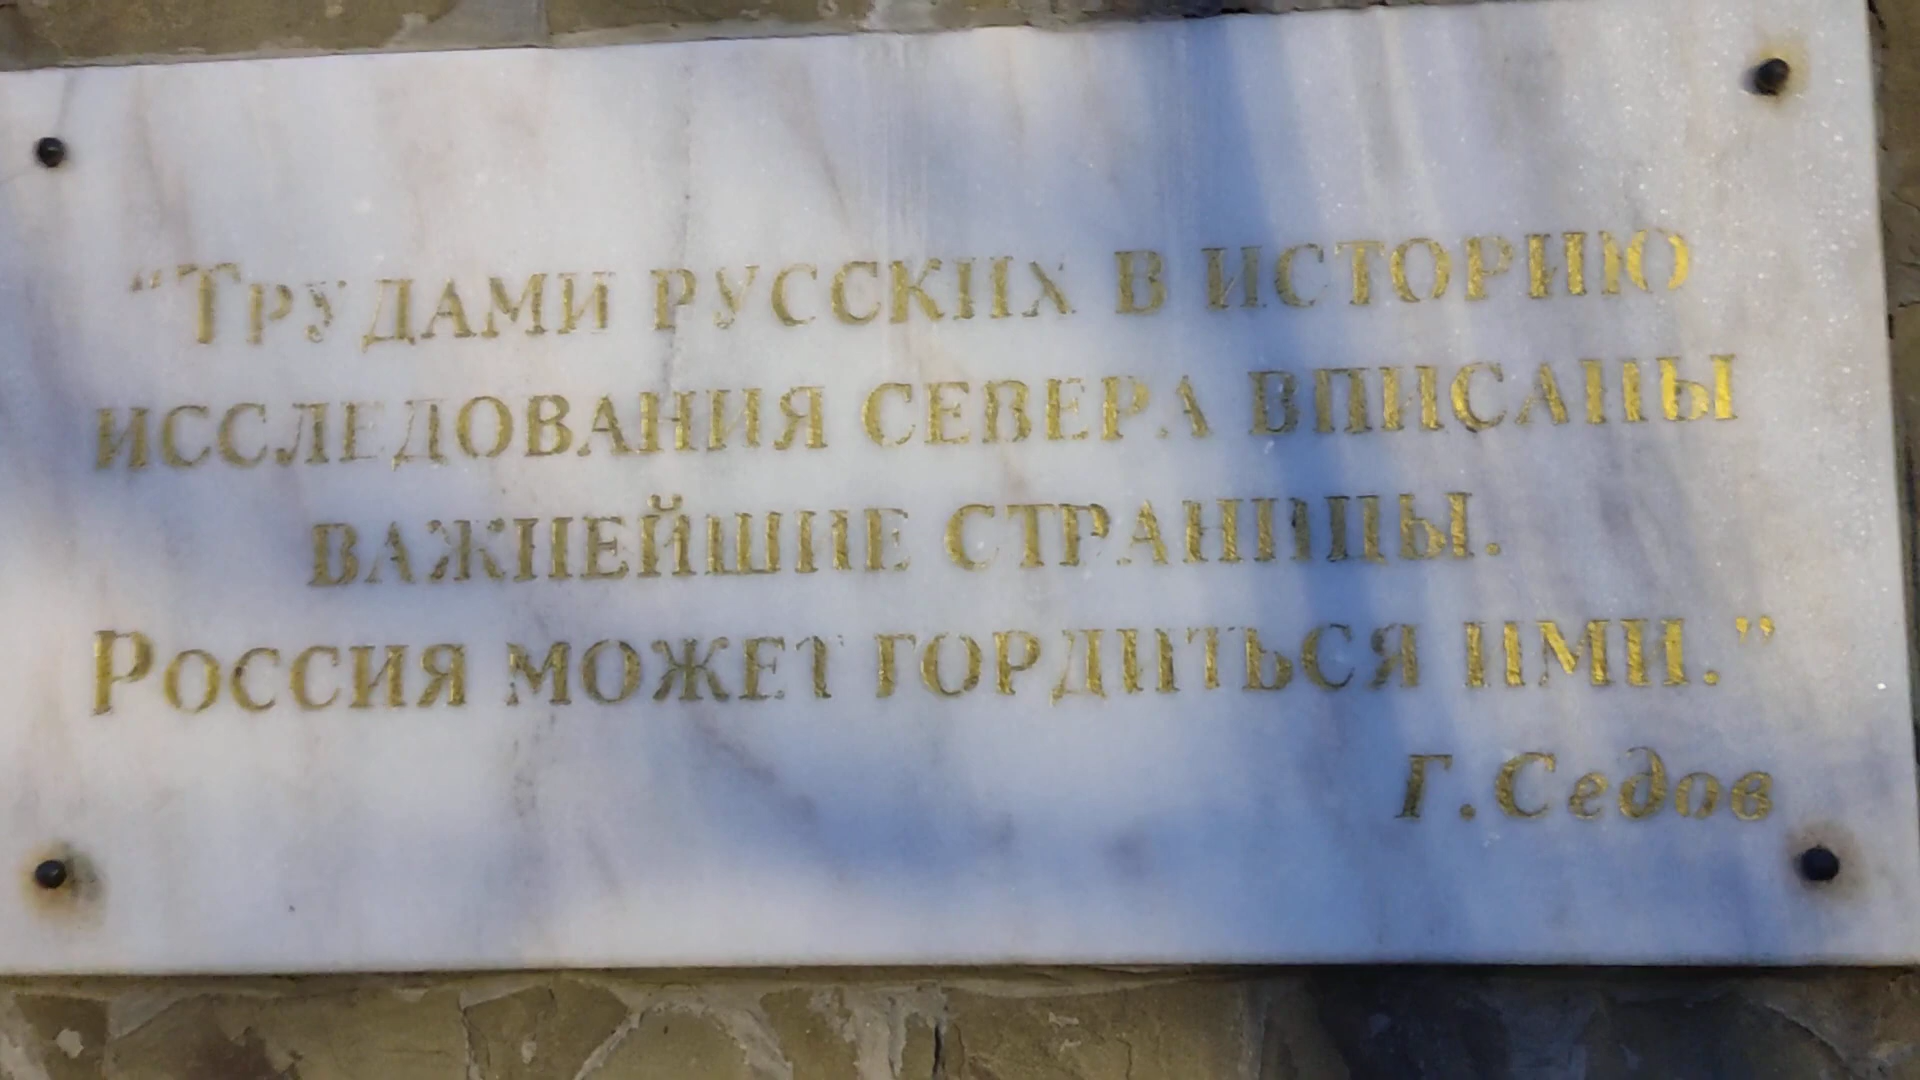 “Трудами русских в историю
исследования севера вписаны
важнейшие страницы.
Россия может гордиться ими.”
Г. Седов